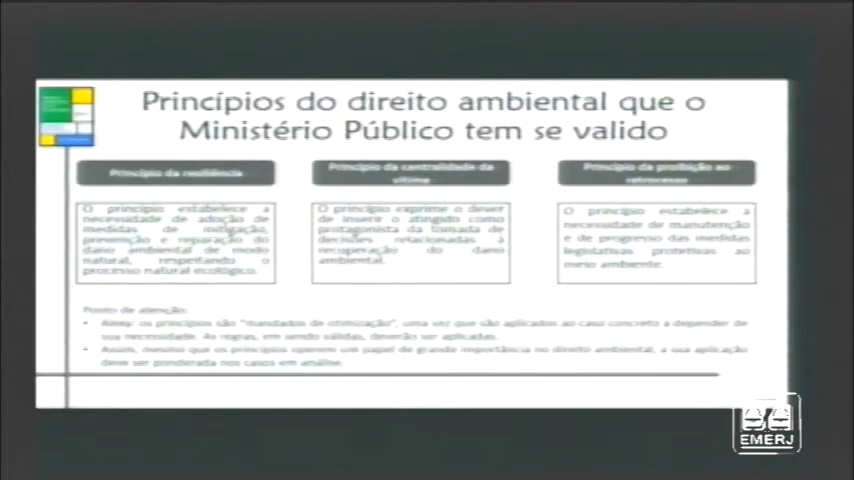 Princípios do direito ambiental que o
Ministério Público tem se valido
Princípio da resiliência
Princípio da centralidade da
vítima
Princípio da proibição ao
retrocesso
O princípio estabelece a
necessidade de adoção de
medidas de mitigação,
prevenção e reparação do
dano ambiental de modo
natural, respeitando o
processo natural ecológico.
O princípio exprime o dever
de inserir o atingido como
protagonista da tomada de
decisões relacionadas à
recuperação do dano
ambiental.
O princípio estabelece a
necessidade de manutenção
e de progresso das medidas
legislativas protetivas ao
meio ambiente.
Ponto de atenção:
• Alexy: os princípios são "mandados de otimização", uma vez que são aplicados ao caso concreto a depender de
sua necessidade. As regras, em sendo válidas, deverão ser aplicadas.
• Assim, mesmo que os princípios operem um papel de grande importância no direito ambiental, a sua aplicação
deve ser ponderada nos casos em análise.
EMERJ